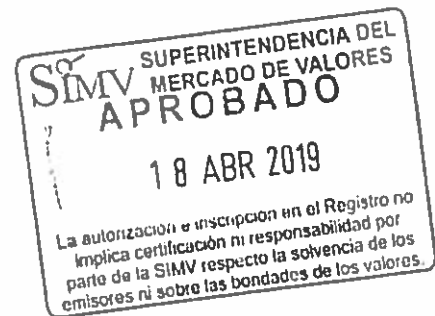 SIMV SUPERINTENDENCIA DEL
MERCADO DE VALORES
APROBADO
18 ABR 2019
La autorización e inscripción en el Registro no
implica certificación ni responsabilidad por
parte de la SIMV respecto la solvencia de los
emisores ni sobre las bondades de los valores.